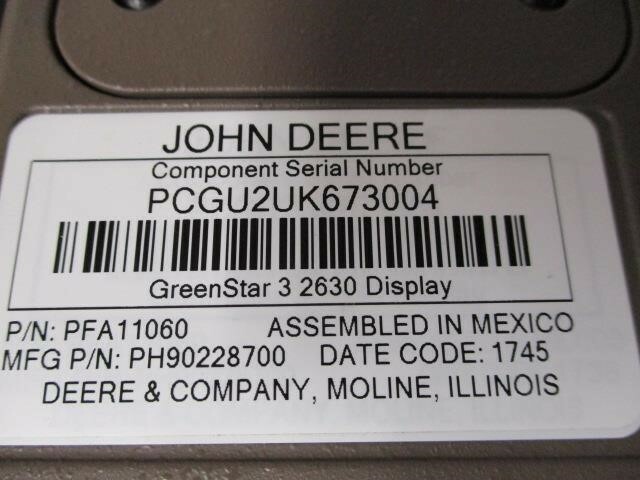 JOHN DEERE
Component Serial Number
PCGU2UK673004
GreenStar 3 2630 Display
P/N: PFA11060 ASSEMBLED IN MEXICO
MFG P/N: PH90228700 DATE CODE: 1745
DEERE & COMPANY, MOLINE, ILLINOIS